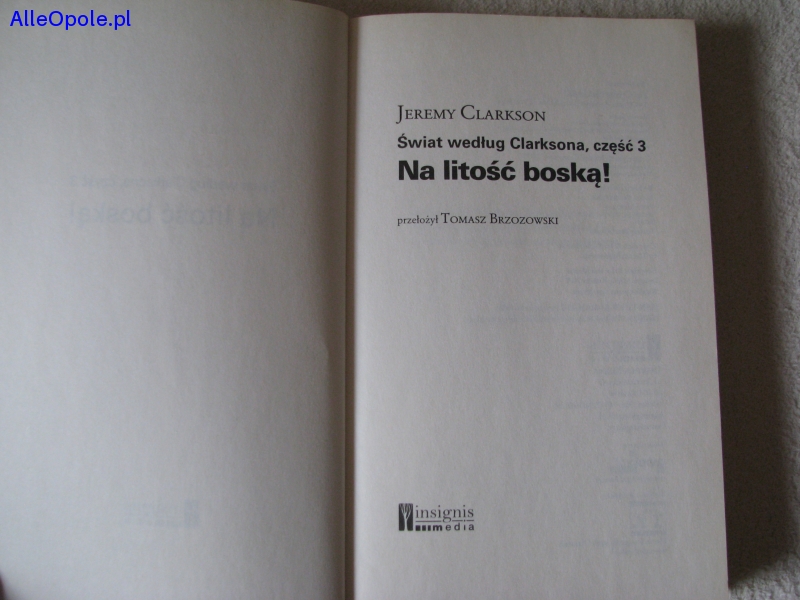 AlleOpole.pl
JEREMY CLARKSON
Świat według Clarksona, część 3
Na litość boską!
przełożył TOMASZ BRZOZOWSKI
insignis
media